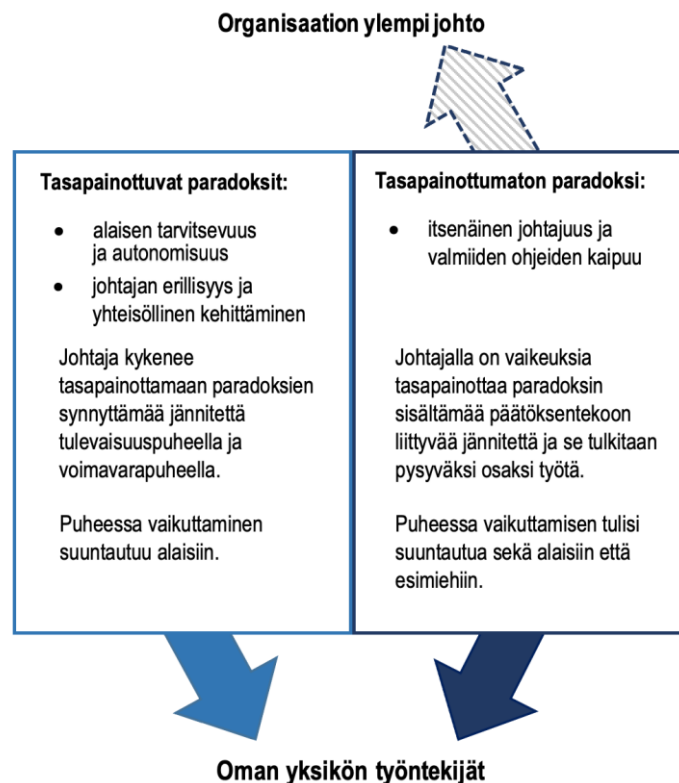 Organisaation ylempi johto
Tasapainottuvat paradoksit:
• alaisen tarvitsevuus
ja autonomisuus
• johtajan erillisyys ja
yhteisöllinen kehittäminen
Johtaja kykenee
tasapainottamaan paradoksien
synnyttämää jännitettä
tulevaisuuspuheella ja
voimavarapuheella.
Puheessa vaikuttaminen
suuntautuu alaisiin.
Tasapainottumaton paradoksi:
• itsenäinen johtajuus ja
valmiiden ohjeiden kaipuu
Johtajalla on vaikeuksia
tasapainottaa paradoksin
sisältämää päätöksentekoon
liittyvää jännitettä ja se tulkitaan
pysyväksi osaksi työtä.
Puheessa vaikuttamisen tulisi
suuntautua sekä alaisiin että
esimiehiin.
Oman yksikön työntekijät